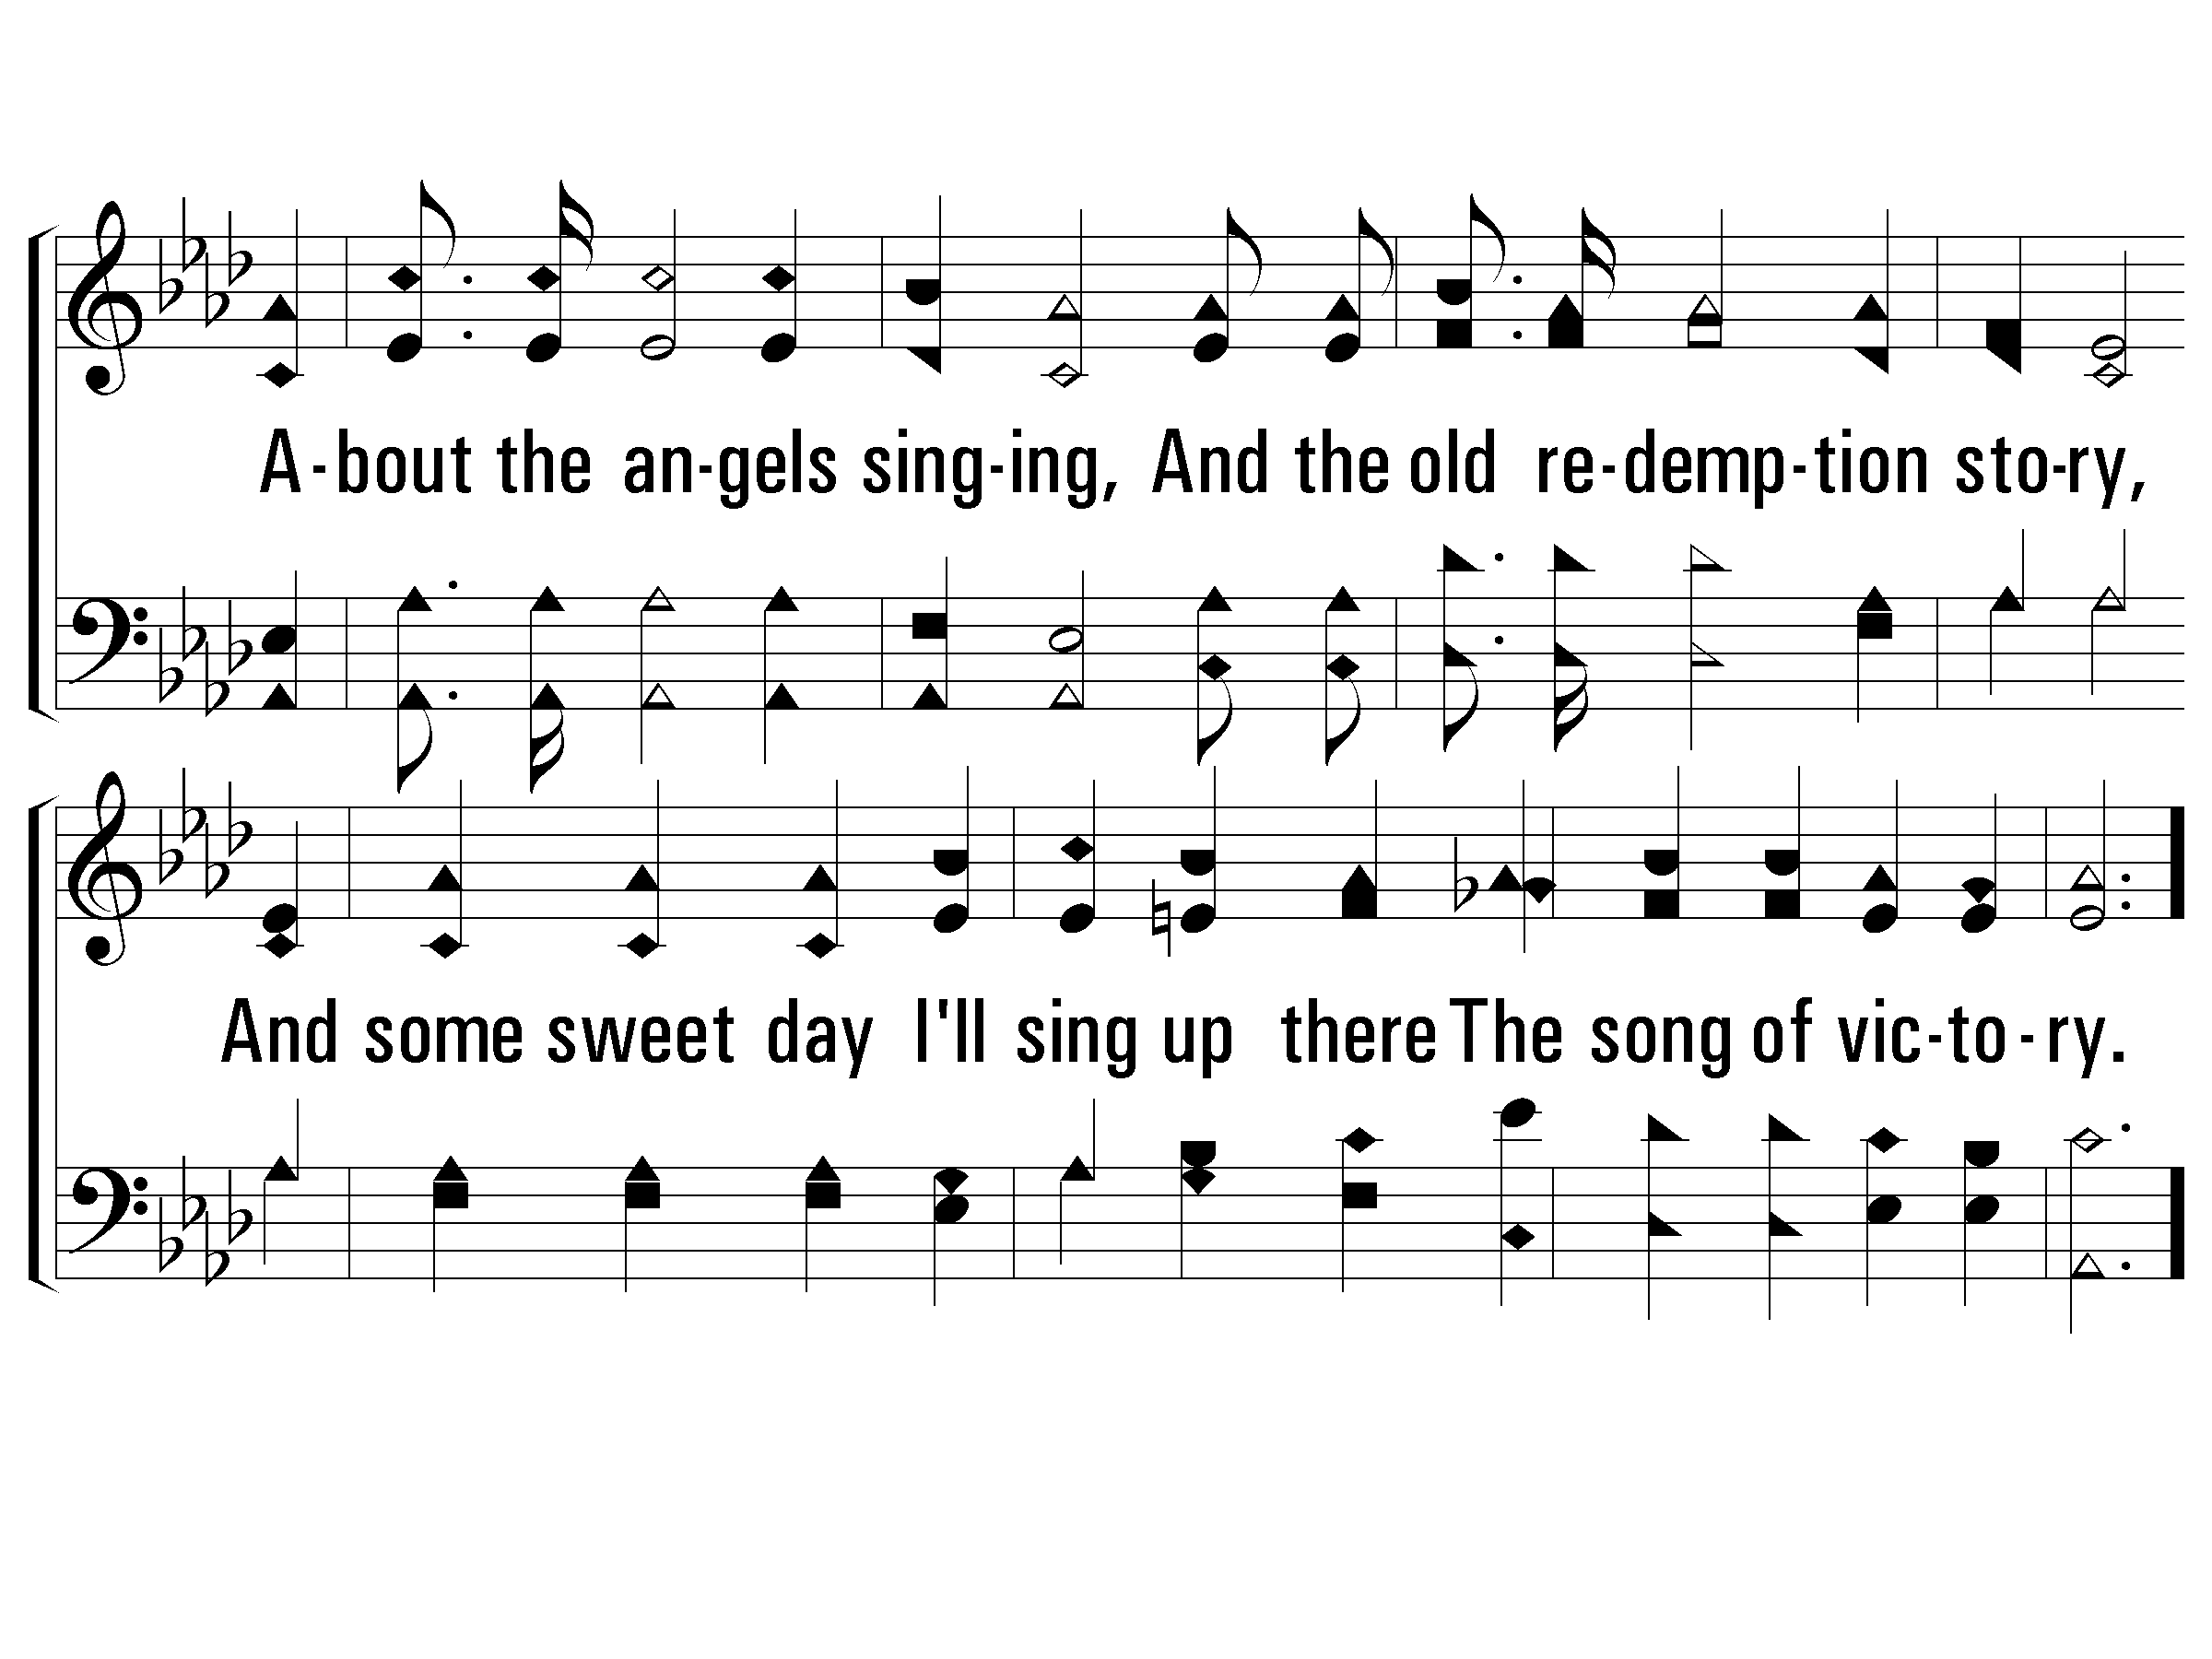 A-bout the an-gels sing-ing, And the old re-demp-tion sto-ry,
And some sweet day I'll sing up there The song of vic-to-ry.